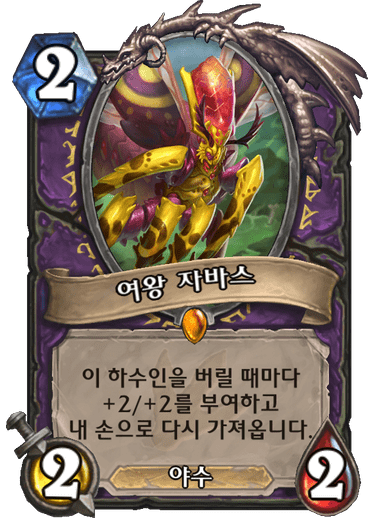 2
여왕 자바스
이 하수인을 버릴 때마다
+2/+2를 부여하고
내 손으로 다시 가져옵니다.
2
야수
2